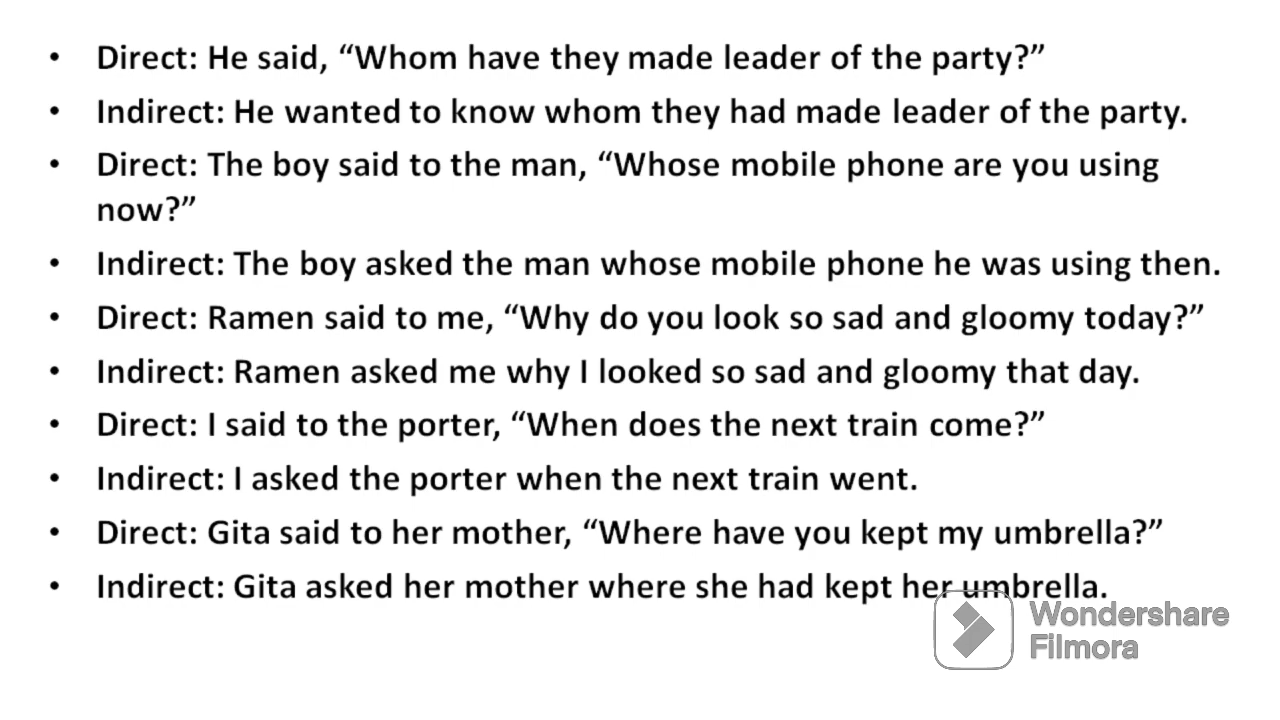 • Direct: He said, “Whom have they made leader of the party?”
• Indirect: He wanted to know whom they had made leader of the party.
• Direct: The boy said to the man, “Whose mobile phone are you using
now?”
• Indirect: The boy asked the man whose mobile phone he was using then.
• Direct: Ramen said to me, “Why do you look so sad and gloomy today?”
• Indirect: Ramen asked me why I looked so sad and gloomy that day.
• Direct: I said to the porter, “When does the next train come?”
• Indirect: I asked the porter when the next train went.
• Direct: Gita said to her mother, “Where have you kept my umbrella?”
• Indirect: Gita asked her mother where she had kept her umbrella.
Wondershare
Filmora